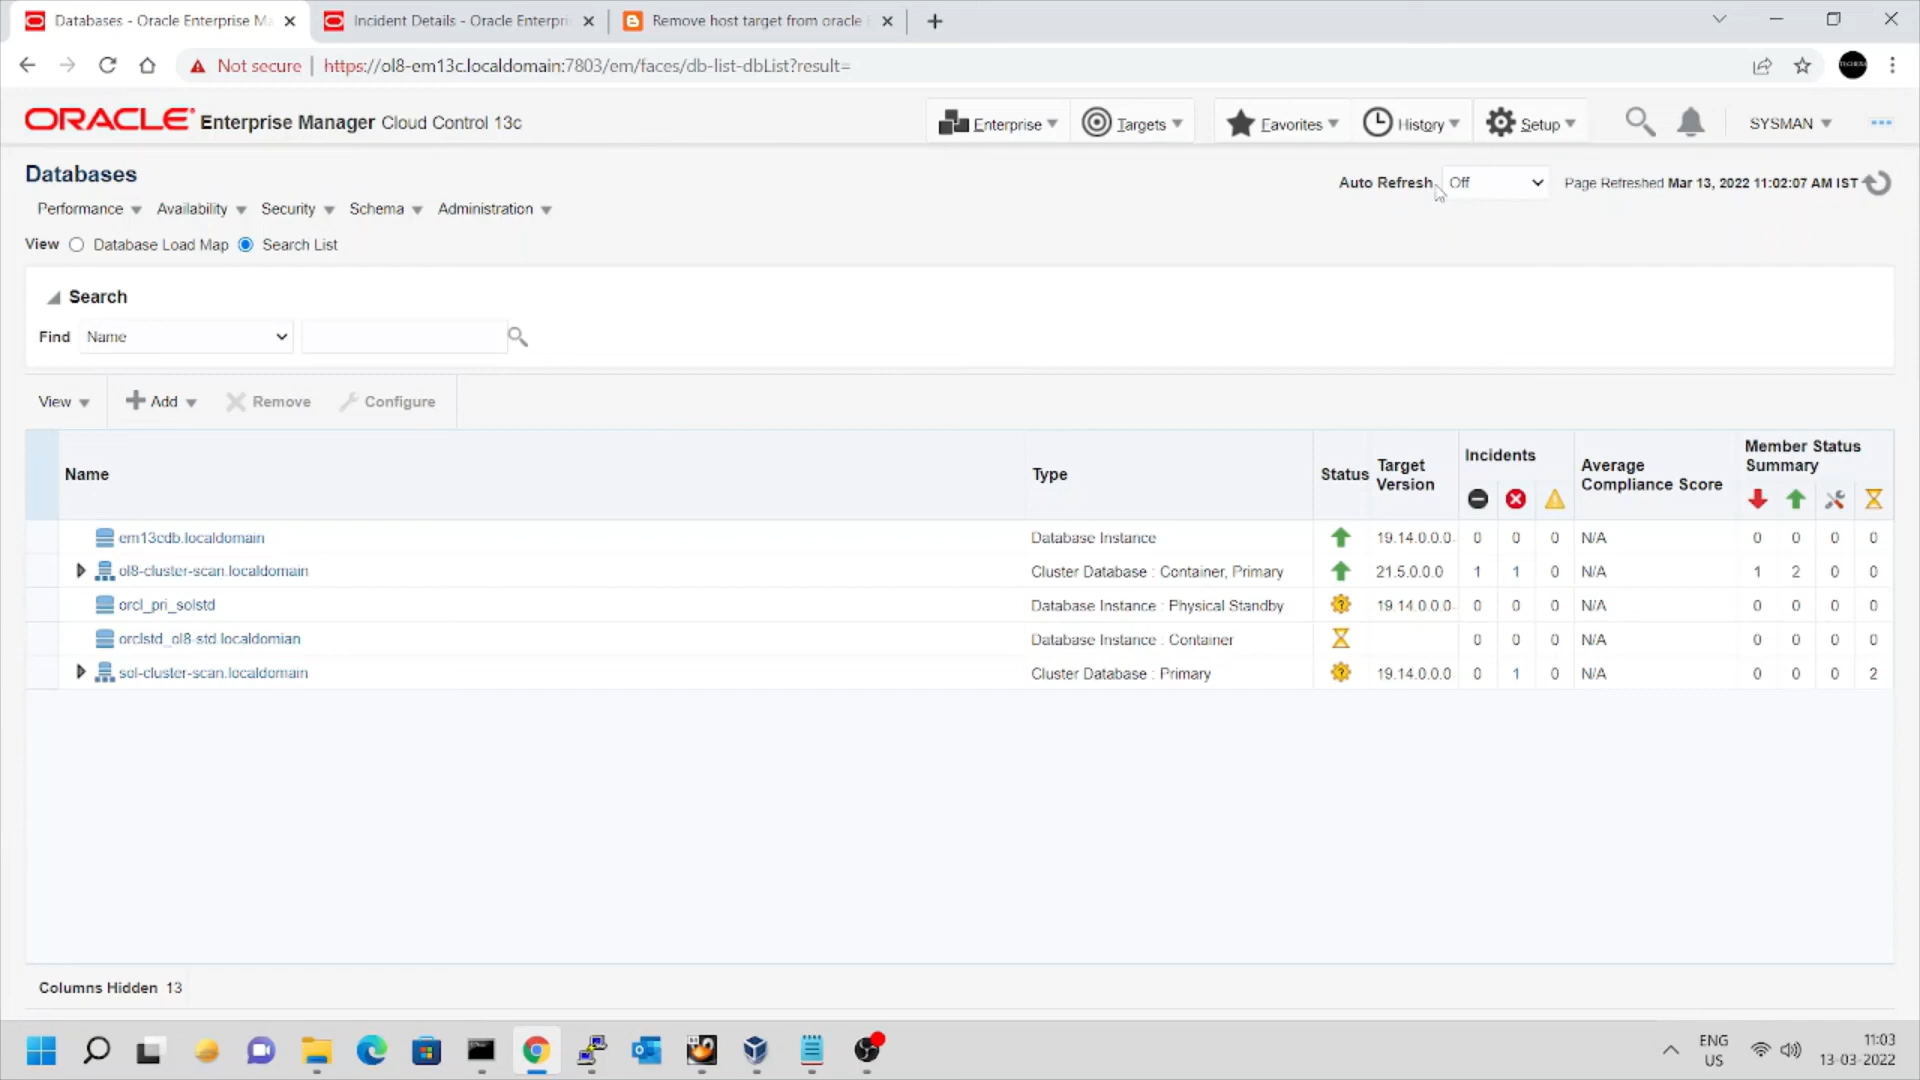 Databases - Oracle Enterprise Ma
Incident Details - Oracle Enterpri
Remove host target from oracle E
Not secure
https://ol8-em13c.localdomain:7803/em/faces/db-list-dbList?result=
ORACLE Enterprise Manager Cloud Control 13c
Enterprise
Targets
Favorites
History
Setup
SYSMAN
Databases
Auto Refresh Off
Page Refreshed Mar 13, 2022 11:02:07 AM IST
Performance Availability Security Schema Administration
View Database Load Map Search List
Search
Find Name
View Add Remove Configure
Name Type Status Target Version Incidents Average Compliance Score Member Status Summary
em13cdb.localdomain Database Instance 19.14.0.0.0 0 0 0 N/A 0 0 0 0
ol8-cluster-scan.localdomain Cluster Database : Container, Primary 21.5.0.0.0 1 1 0 N/A 1 2 0 0
orcl_pri_solstd Database Instance : Physical Standby 19.14.0.0.0 0 0 0 N/A 0 0 0 0
orclstd_ol8-std.localdomian Database Instance : Container 0 0 0 N/A 0 0 0 0
sol-cluster-scan.localdomain Cluster Database : Primary 19.14.0.0.0 0 1 0 N/A 0 0 0 2
Columns Hidden 13
ENG
US
11:03
13-03-2022